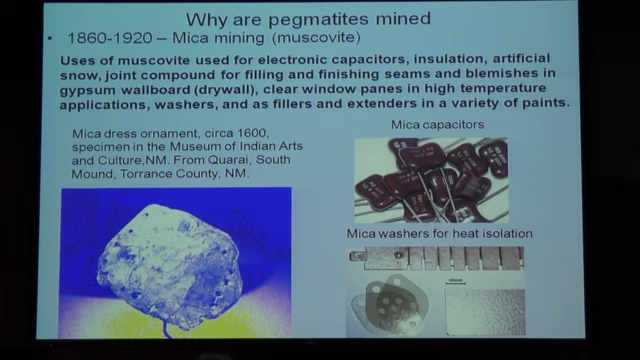 Why are pegmatites mined
• 1860-1920 – Mica mining (muscovite)
Uses of muscovite used for electronic capacitors, insulation, artificial
snow, joint compound for filling and finishing seams and blemishes in
gypsum wallboard (drywall), clear window panes in high temperature
applications, washers, and as fillers and extenders in a variety of paints.
Mica dress ornament, circa 1600,
specimen in the Museum of Indian Arts
and Culture,NM. From Quarai, South
Mound, Torrance County, NM.
Mica capacitors
Mica washers for heat isolation